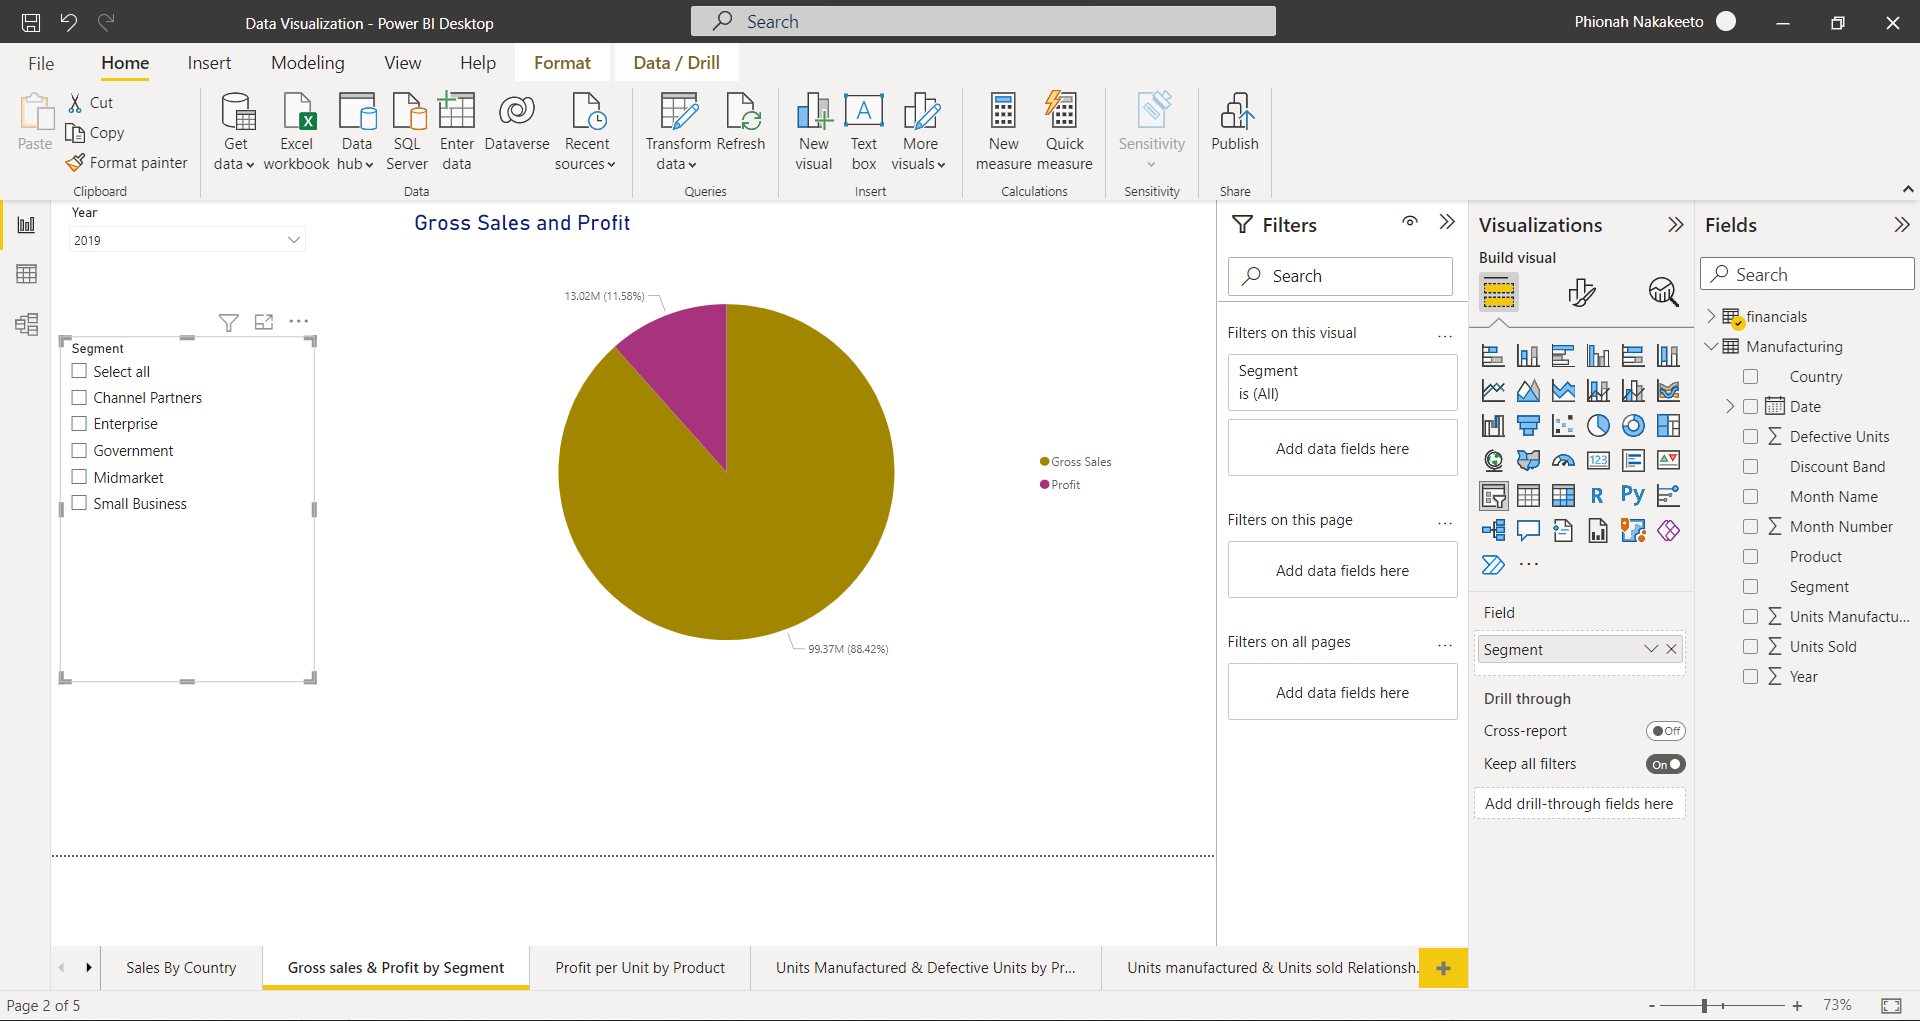 Data Visualization - Power BI Desktop
Search
Phionah Nakakeeto
File
Home
Insert
Modeling
View
Help
Format
Data / Drill
Paste
Cut
Copy
Format painter
Clipboard
Get data
Excel workbook
Data hub
SQL Server
Enter data
Dataverse
Recent sources
Data
Transform data
Refresh
Queries
New visual
Text box
More visuals
Insert
New measure
Quick measure
Calculations
Sensitivity
Sensitivity
Publish
Share
Year
2019
Segment
Select all
Channel Partners
Enterprise
Government
Midmarket
Small Business
Gross Sales and Profit
13.02M (11.58%)
99.37M (88.42%)
Gross Sales
Profit
Filters
Search
Filters on this visual
...
Segment
is (All)
Add data fields here
Filters on this page
...
Add data fields here
Filters on all pages
...
Add data fields here
Visualizations
Build visual
123
R
Py
...
Field
Segment
Drill through
Cross-report
Off
Keep all filters
On
Add drill-through fields here
Fields
Search
financials
Manufacturing
Country
Date
∑ Defective Units
Discount Band
Month Name
∑ Month Number
Product
Segment
∑ Units Manufactu...
∑ Units Sold
∑ Year
Sales By Country
Gross sales & Profit by Segment
Profit per Unit by Product
Units Manufactured & Defective Units by Pr...
Units manufactured & Units sold Relationsh.
Page 2 of 5
- + 73%